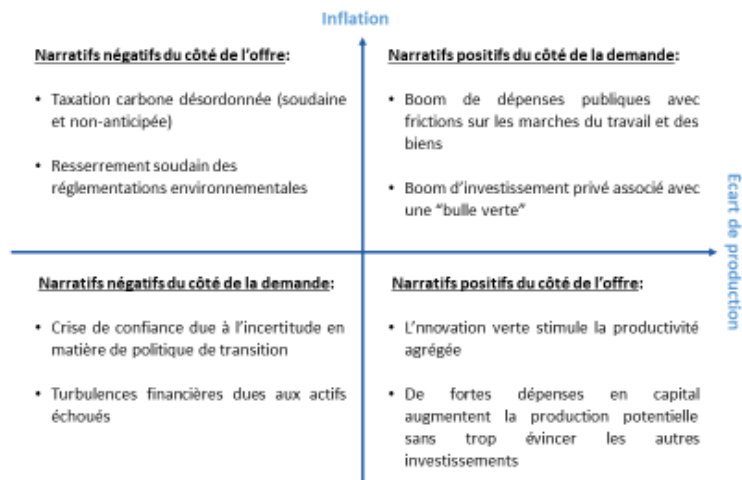 Inflation
Narratifs négatifs du côté de l'offre:
• Taxation carbone désordonnée (soudaine
et non-anticipée)
• Resserrement soudain des
réglementations environnementales
Narratifs positifs du côté de la demande:
• Boom de dépenses publiques avec
frictions sur les marches du travail et des
biens
• Boom d'investissement privé associé avec
une "bulle verte"
Ecart de production
Narratifs négatifs du côté de la demande:
• Crise de confiance due à l'incertitude en
matière de politique de transition
• Turbulences financières dues aux actifs
échoués
Narratifs positifs du côté de l'offre:
• L'nnovation verte stimule la productivité
agrégée
• De fortes dépenses en capital
augmentent la production potentielle
sans trop évincer les autres
investissements